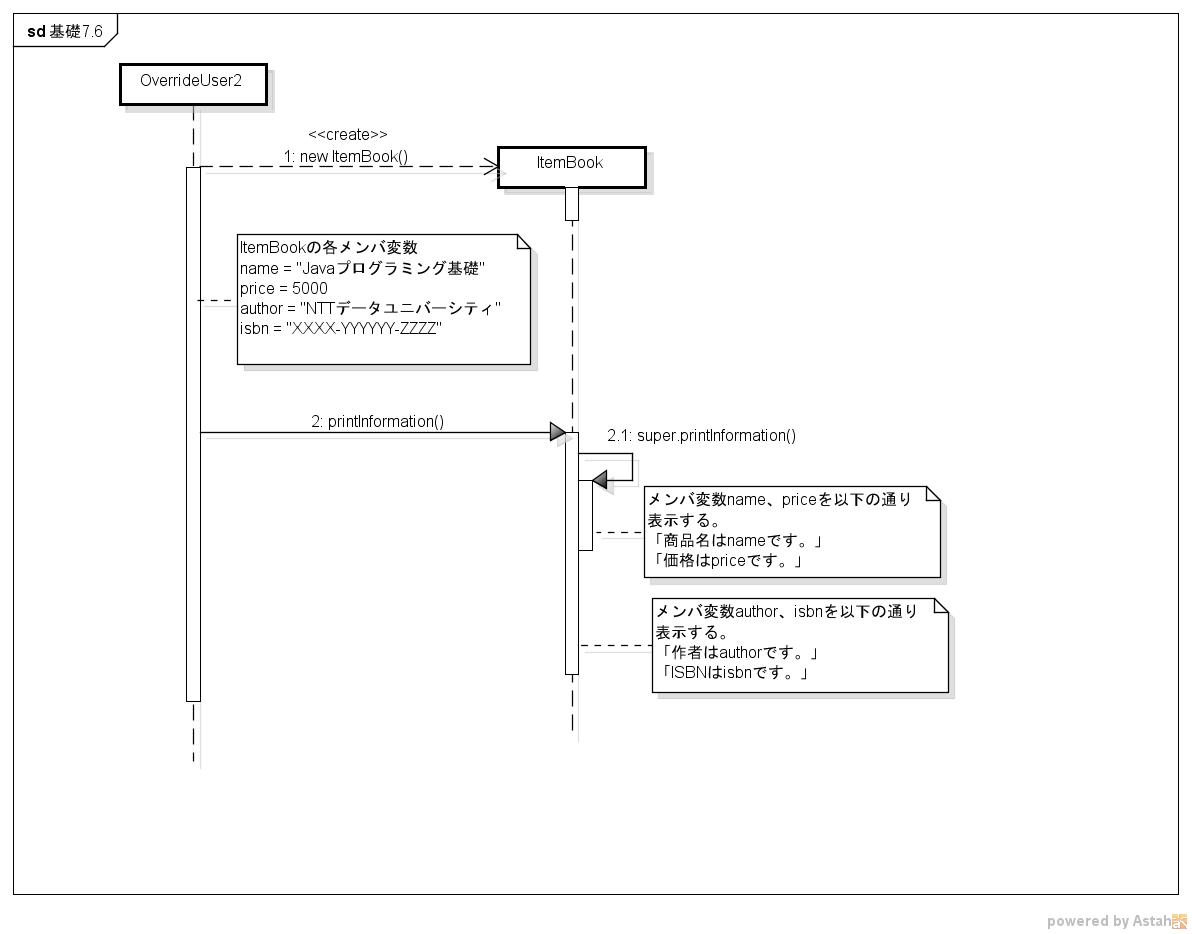 sd 基礎7.6
OverrideUser2
<<create>>
1: new ItemBook()
ItemBook
ItemBookの各メンバ変数
name = "Javaプログラミング基礎"
price = 5000
author = "NTTデータユニバーシティ"
isbn = "XXXX-YYYYYY-ZZZZ"
2: printInformation()
2.1: super.printInformation()
メンバ変数name、priceを以下の通り
表示する。
「商品名はnameです。」
「価格はpriceです。」
メンバ変数author、isbnを以下の通り
表示する。
「作者はauthorです。」
「ISBNはisbnです。」
powered by Astah